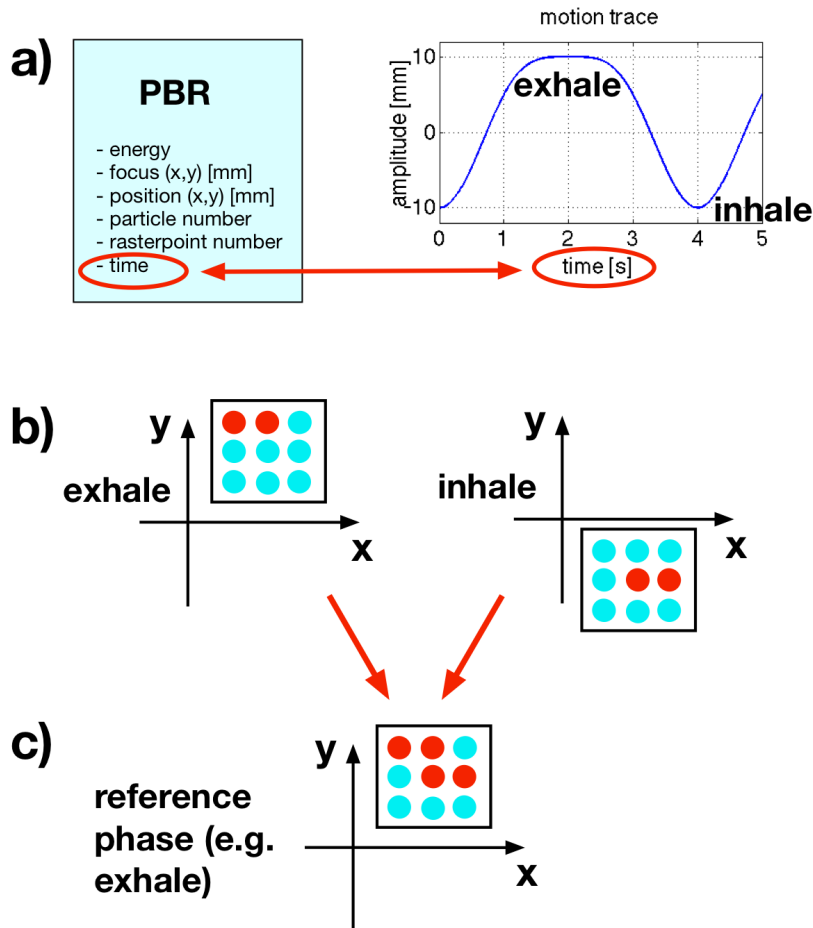 a)
PBR
- energy
- focus (x,y) [mm]
- position (x,y) [mm]
- particle number
- rasterpoint number
- time
motion trace
amplitude [mm]
10
0
-10
exhale
inhale
0 1 2 3 4 5
time [s]
b)
y
exhale
x
y
inhale
x
c)
y
reference
phase (e.g.
exhale)
x